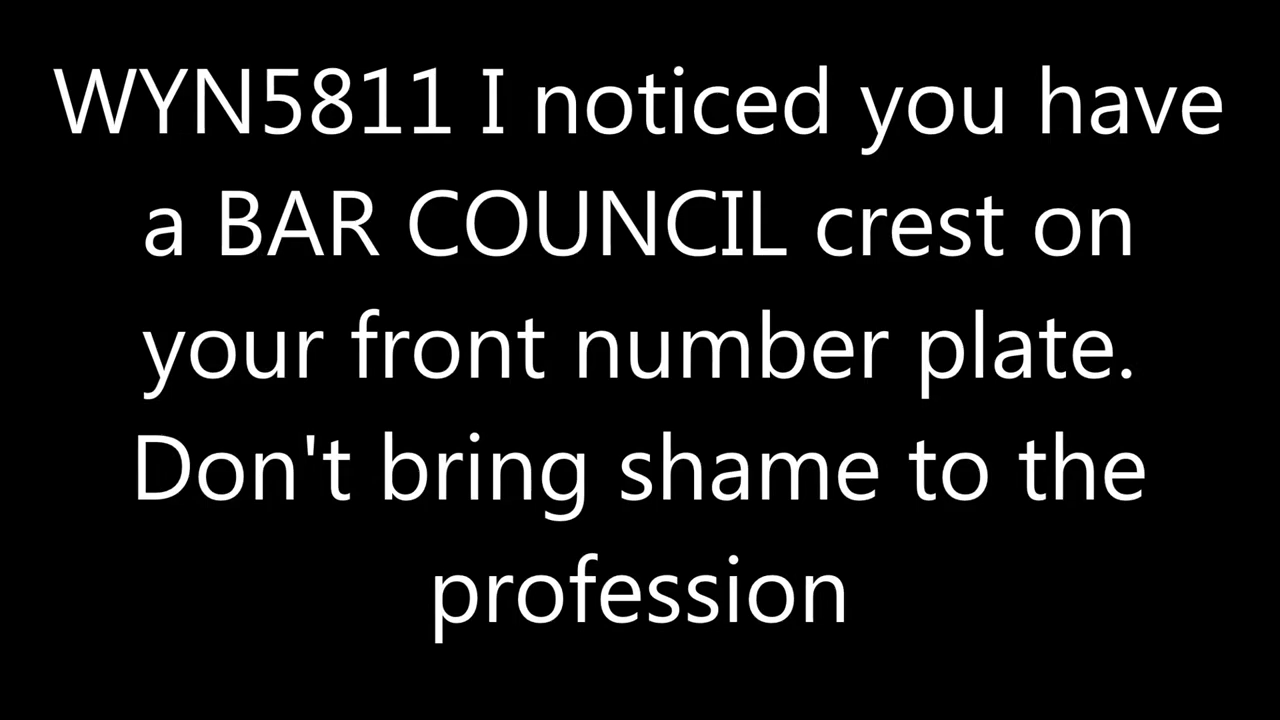 WYN5811 I noticed you have
a BAR COUNCIL crest on
your front number plate.
Don't bring shame to the
profession